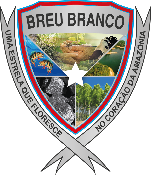 BREU BRANCO
UMA ESTRELA QUE FLORESCE
NO CORAÇÃO DA AMAZÔNIA